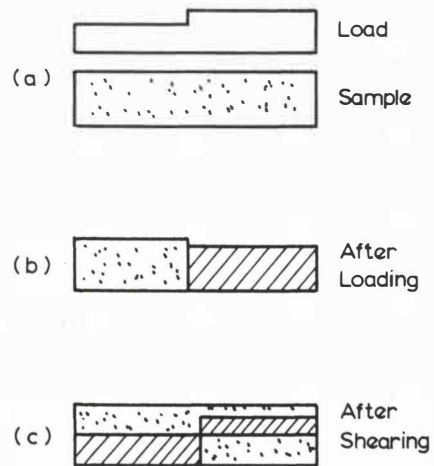 Load
(a)
Sample
(b)
After
Loading
(c)
After
Shearing